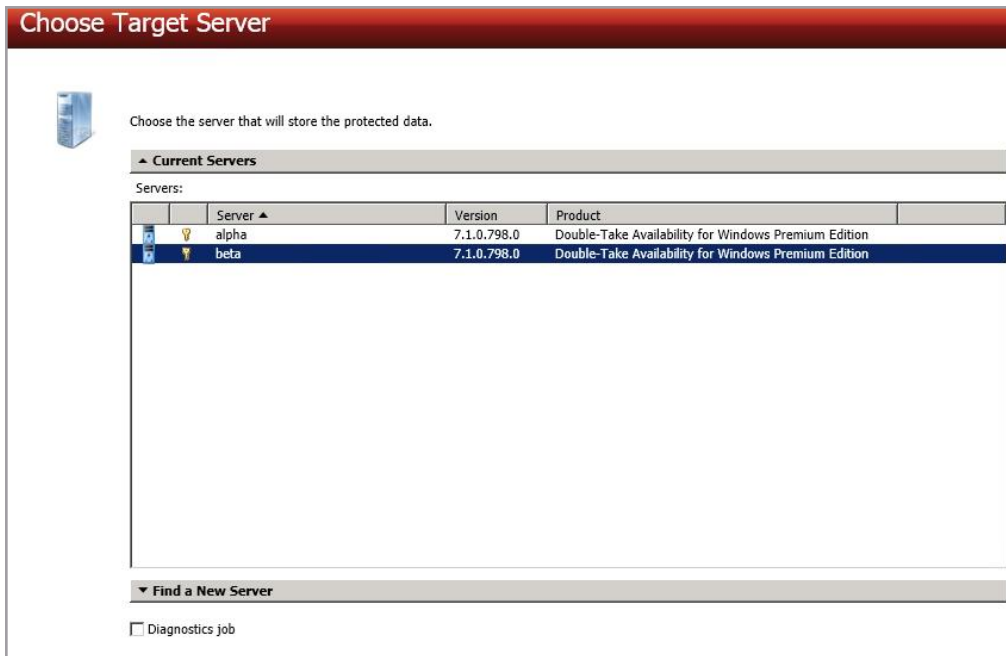 Choose Target Server
Choose the server that will store the protected data.
▲ Current Servers
Servers:
Server ▲ Version Product
alpha 7.1.0.798.0 Double-Take Availability for Windows Premium Edition
beta 7.1.0.798.0 Double-Take Availability for Windows Premium Edition
▼ Find a New Server
Diagnostics job